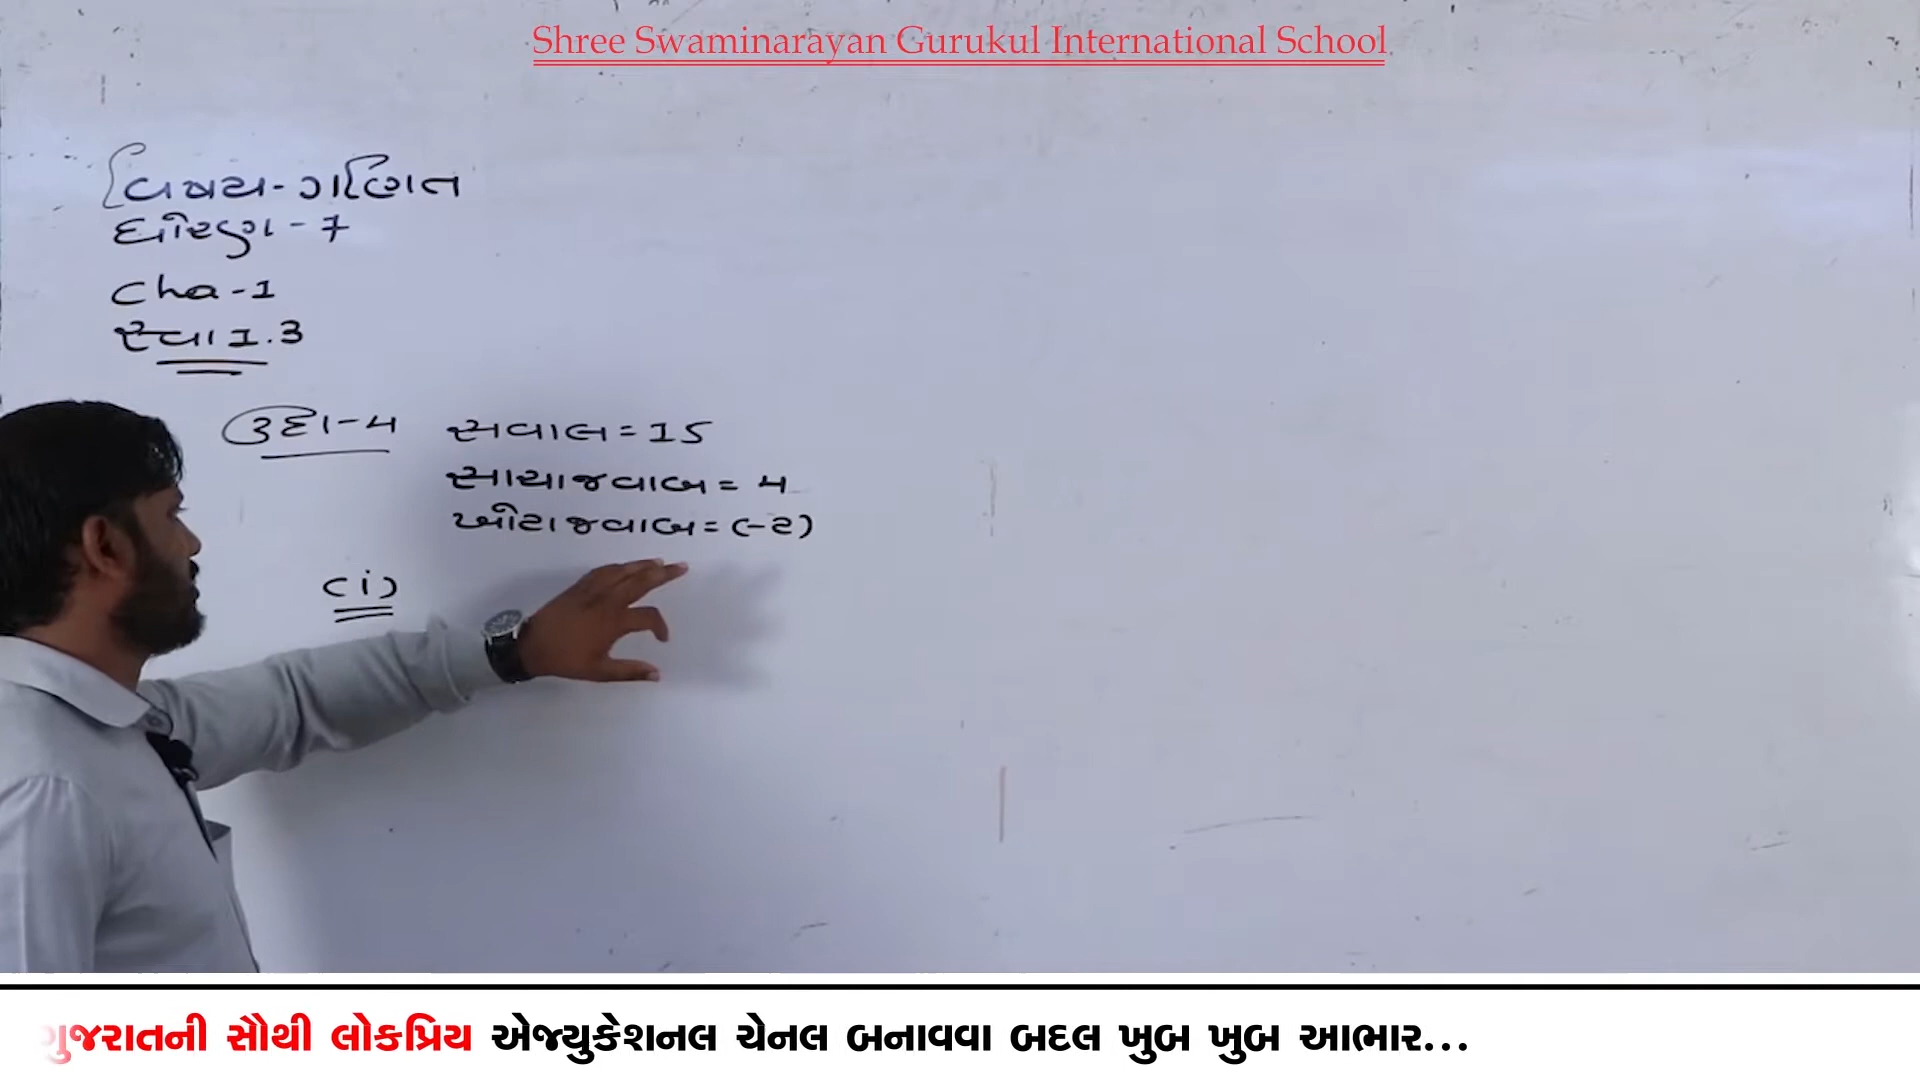 Shree Swaminarayan Gurukul International School
વિષય - ગણિત
ધોરણ - 7
Cha - 1
સ્વા 1.3
ઉદા - 4 સવાલ = 15
સાચા જવાબ = 4
ખોટા જવાબ = (-2)
(i)
ગુજરાતની સૌથી લોકપ્રિય એજ્યુકેશનલ ચેનલ બનાવવા બદલ ખુબ ખુબ આભાર...